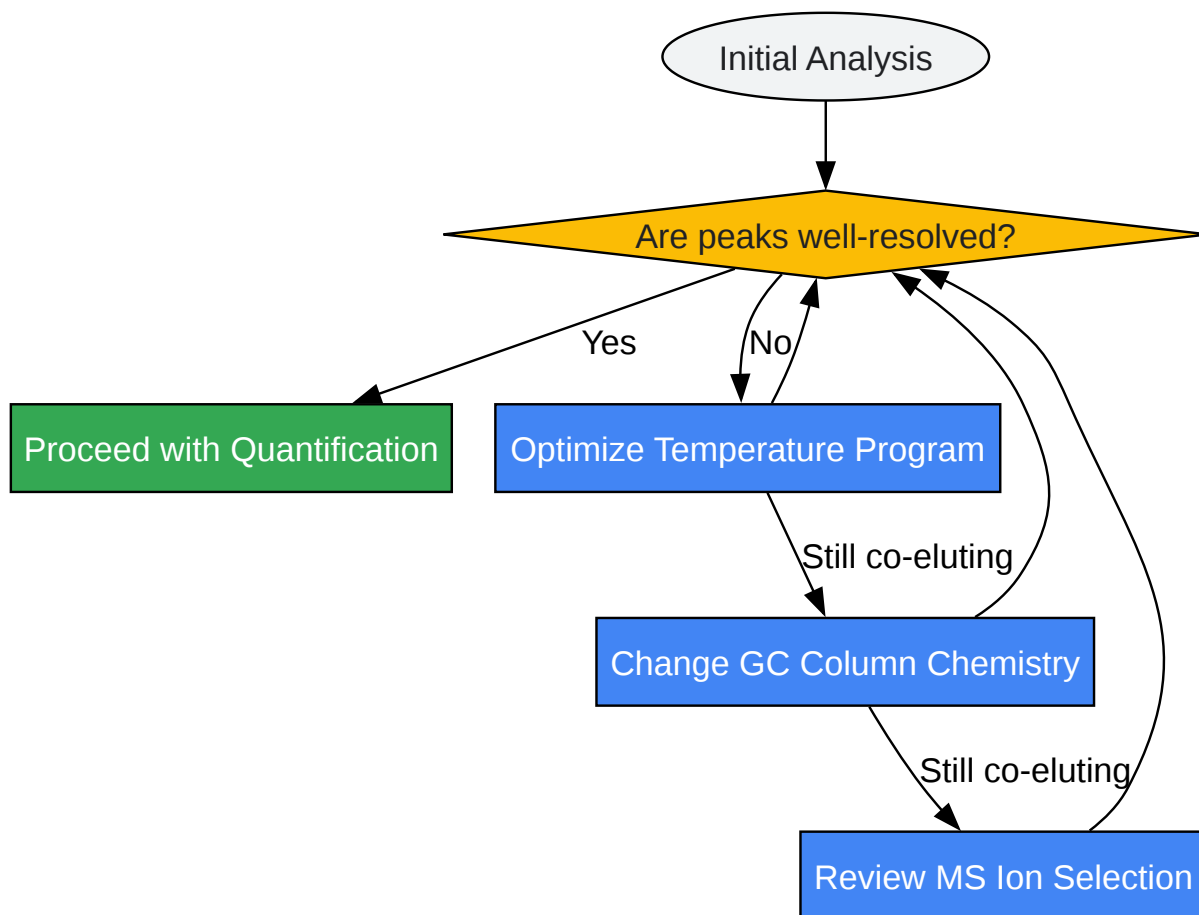 Initial Analysis
Are peaks well-resolved?
Yes
No
Proceed with Quantification
Optimize Temperature Program
Still co-eluting
Change GC Column Chemistry
Still co-eluting
Review MS Ion Selection